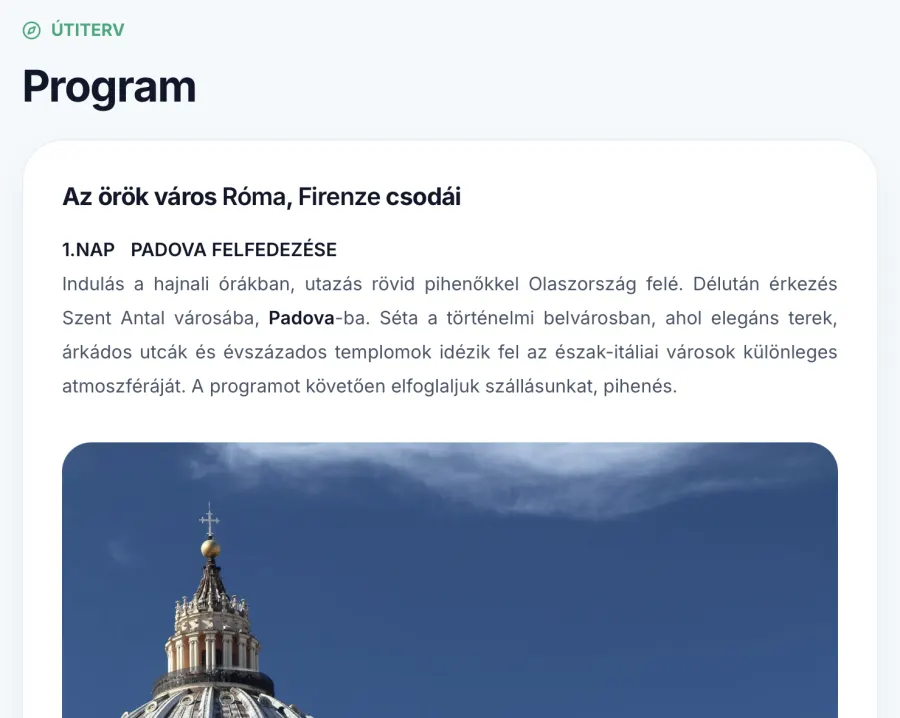 ÚTITERV
Program
Az örök város Róma, Firenze csodái
1.NAP PADOVA FELFEDEZÉSE
Indulás a hajnali órákban, utazás rövid pihenőkkel Olaszország felé. Délután érkezés
Szent Antal városába, Padova-ba. Séta a történelmi belvárosban, ahol elegáns terek,
árkádos utcák és évszázados templomok idézik fel az észak-itáliai városok különleges
atmoszféráját. A programot követően elfoglaljuk szállásunkat, pihenés.